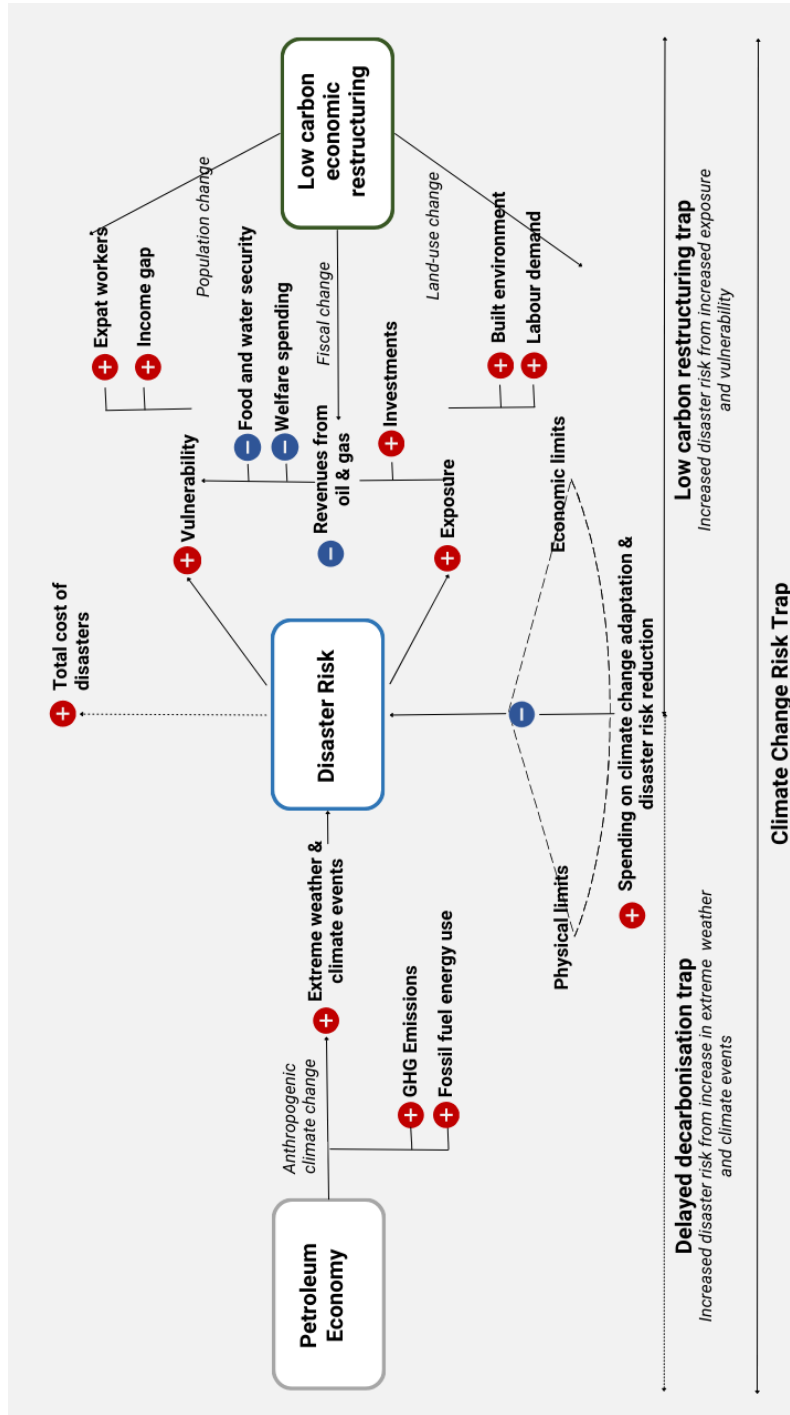 Petroleum
Economy
Anthropogenic
climate change
+
GHG Emissions
+
Fossil fuel energy use
+
Extreme weather &
climate events
Disaster Risk
+
Total cost of
disasters
+
Vulnerability
−
Food and water security
−
Welfare spending
−
Revenues from
oil & gas
+
Investments
+
Exposure
+
Expat workers
+
Income gap
Population change
Fiscal change
Land-use change
+
Built environment
+
Labour demand
Low carbon
economic
restructuring
Physical limits
−
Economic limits
+
Spending on climate change adaptation &
disaster risk reduction
Delayed decarbonisation trap
Increased disaster risk from increase in extreme weather
and climate events
Low carbon restructuring trap
Increased disaster risk from increased exposure
and vulnerability
Climate Change Risk Trap